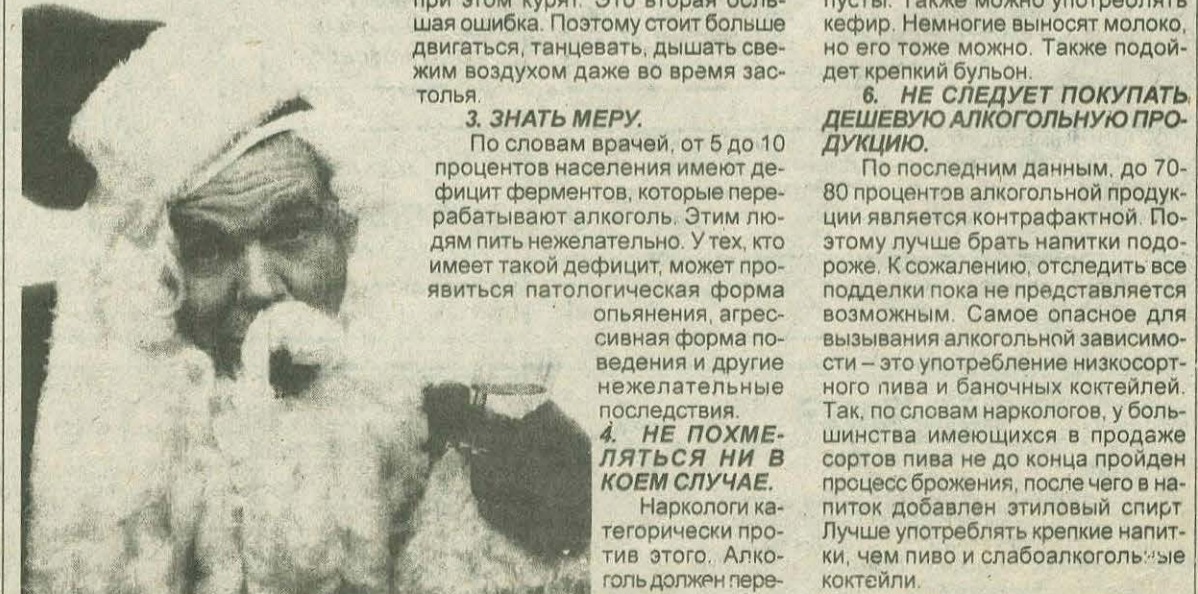 при этом курят. Это вторая боль-
шая ошибка. Поэтому стоит больше
двигаться, танцевать, дышать све-
жим воздухом даже во время зас-
толья.
3. ЗНАТЬ МЕРУ.
По словам врачей, от 5 до 10
процентов населения имеют де-
фицит ферментов, которые пере-
рабатывают алкоголь. Этим лю-
дям пить нежелательно. У тех, кто
имеет такой дефицит, может про-
явиться патологическая форма
опьянения, агрес-
сивная форма по-
ведения и другие
нежелательные
последствия.
4. НЕ ПОХМЕ-
ЛЯТЬСЯ НИ В
КОЕМ СЛУЧАЕ.
Наркологи ка-
тегорически про-
тив этого. Алко-
голь должен пере-
пусты. Также можно употреблять
кефир. Немногие выносят молоко,
но его тоже можно. Также подой-
дет крепкий бульон.
6. НЕ СЛЕДУЕТ ПОКУПАТЬ
ДЕШЕВУЮ АЛКОГОЛЬНУЮ ПРО-
ДУКЦИЮ.
По последним данным, до 70-
80 процентов алкогольной продук-
ции является контрафактной. По-
этому лучше брать напитки подо-
роже. К сожалению, отследить все
подделки пока не представляется
возможным. Самое опасное для
вызывания алкогольной зависимо-
сти – это употребление низкосорт-
ного пива и баночных коктейлей.
Так, по словам наркологов, у боль-
шинства имеющихся в продаже
сортов пива не до конца пройден
процесс брожения, после чего в на-
питок добавлен этиловый спирт
Лучше употреблять крепкие напит-
ки, чем пиво и слабоалкогольные
коктейли.